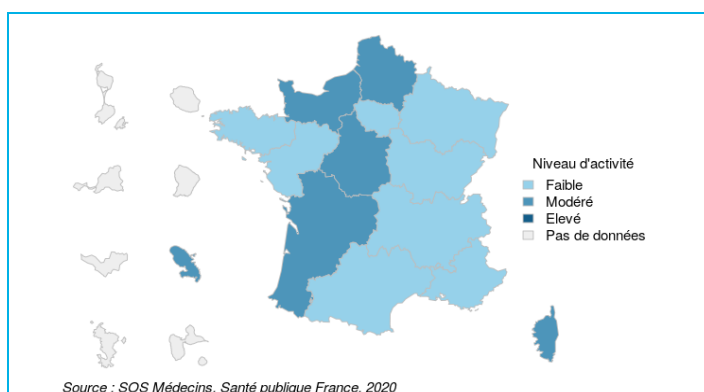 Niveau d'activité
Faible
Modéré
Elevé
Pas de données
Source : SOS Médecins, Santé publique France, 2020